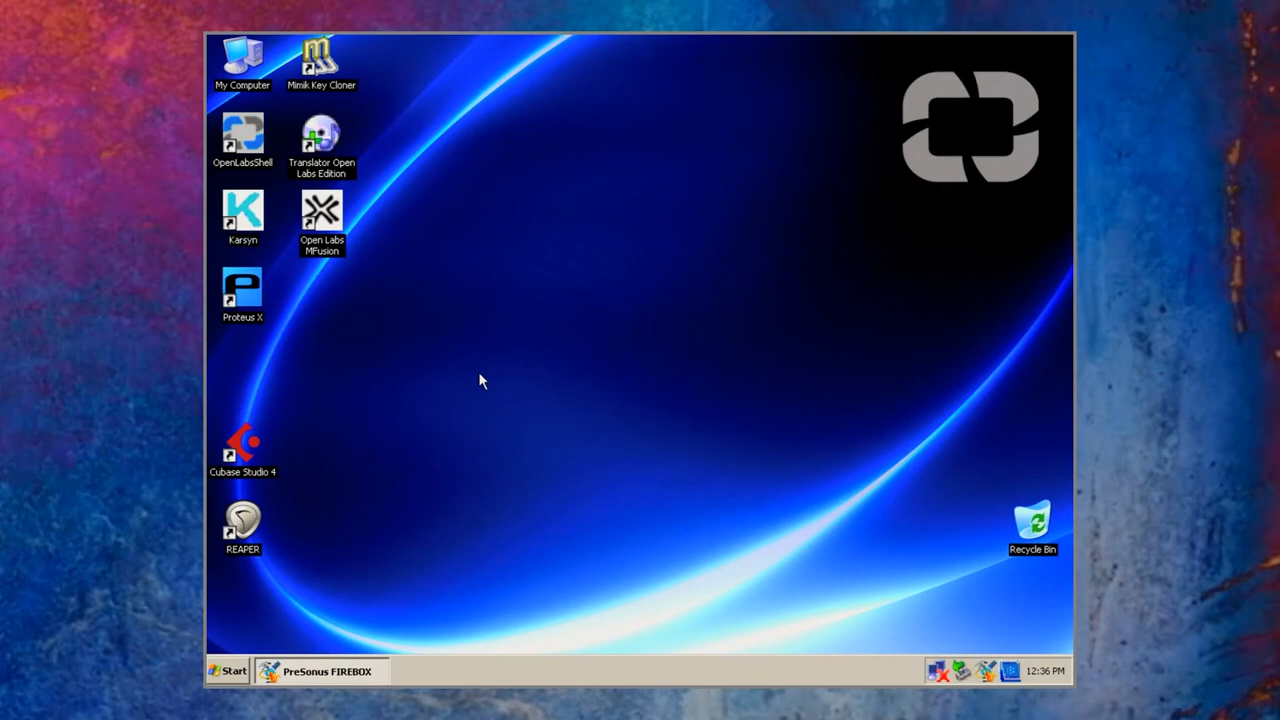 My Computer
Mimik Key Cloner
OpenLabsShell
Translator Open
Labs Edition
Karsyn
Open Labs
MFusion
Proteus X
Cubase Studio 4
REAPER
Recycle Bin
Start
PreSonus FIREBOX
12:36 PM